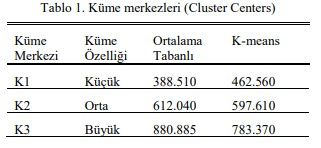 Tablo 1. Küme merkezleri (Cluster Centers)
Küme Merkezi Küme Özelliği Ortalama Tabanlı K-means
K1 Küçük 388.510 462.560
K2 Orta 612.040 597.610
K3 Büyük 880.885 783.370